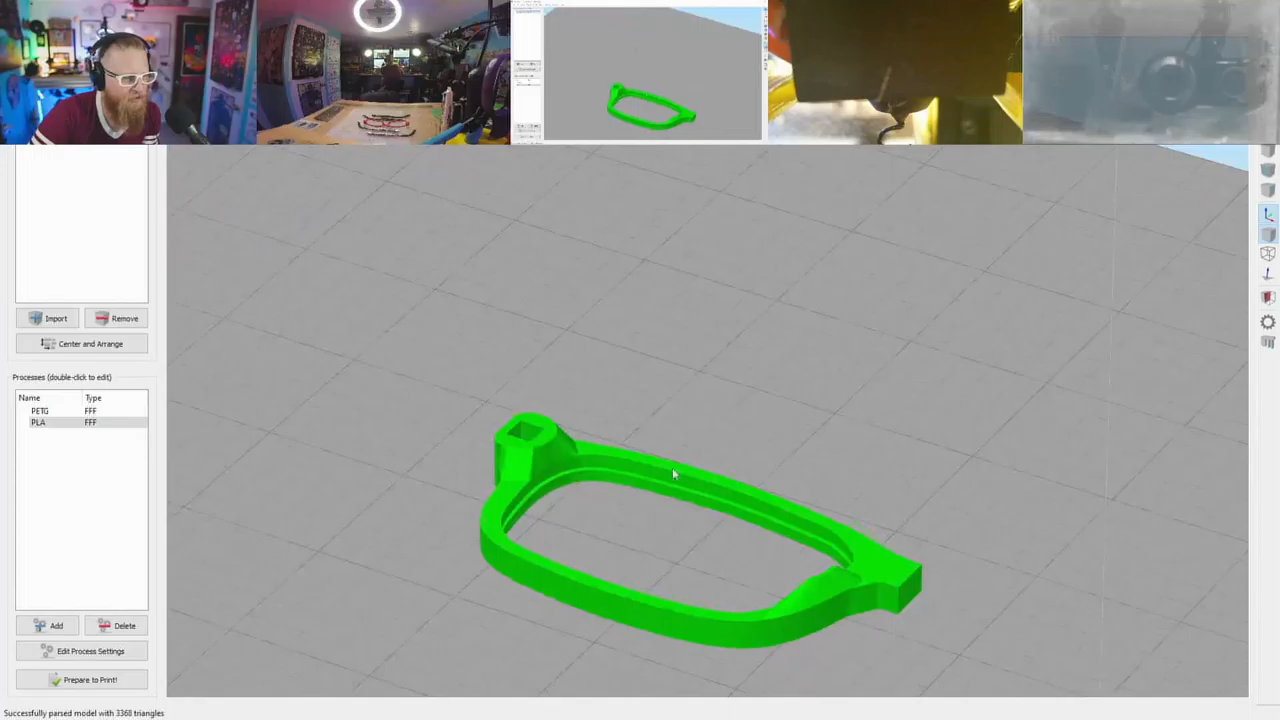 Import
Remove
Center and Arrange
Processes (double-click to edit)
Name
Type
PETG
FFF
PLA
FFF
Add
Delete
Edit Process Settings
Prepare to Print!
Successfully parsed model with 3368 triangles